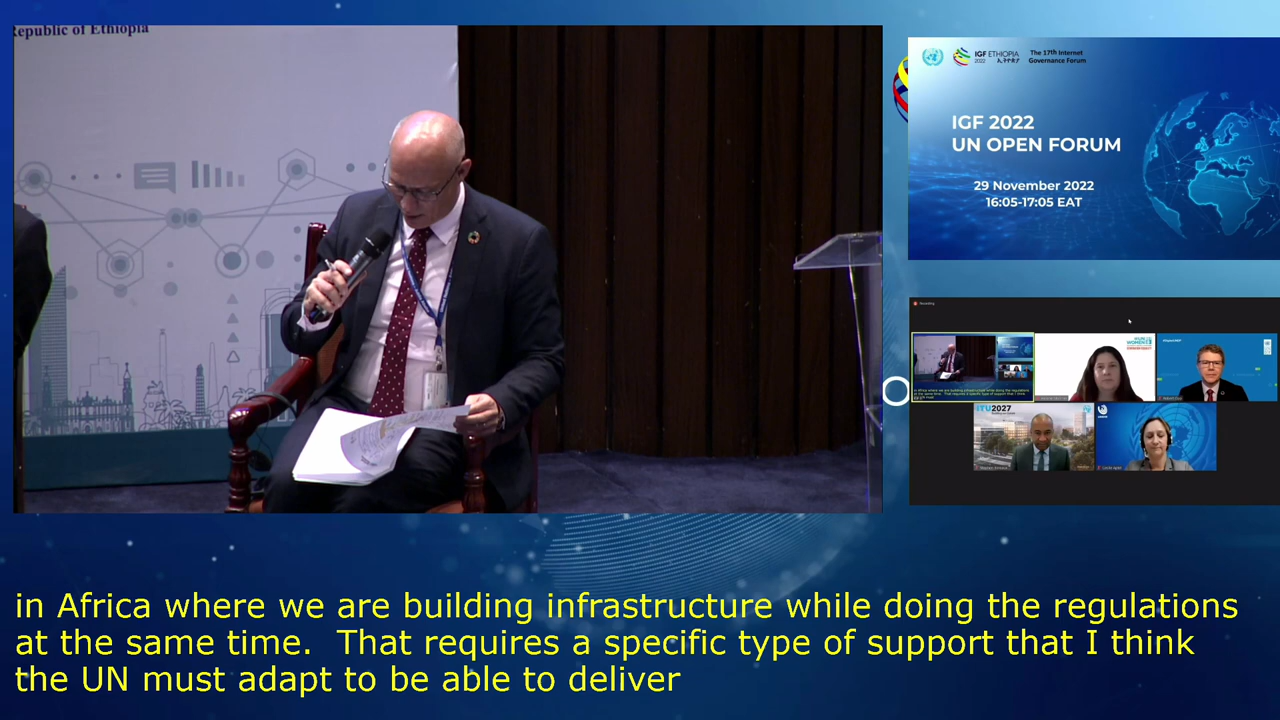 Republic of Ethiopia
IGF ETHIOPIA
2022 ኢትዮጵያ
The 17th Internet
Governance Forum
IGF 2022
UN OPEN FORUM
29 November 2022
16:05-17:05 EAT
Recording
ITU2027
in Africa where we are building infrastructure while doing the regulations
at the same time. That requires a specific type of support that I think
the UN must adapt to be able to deliver